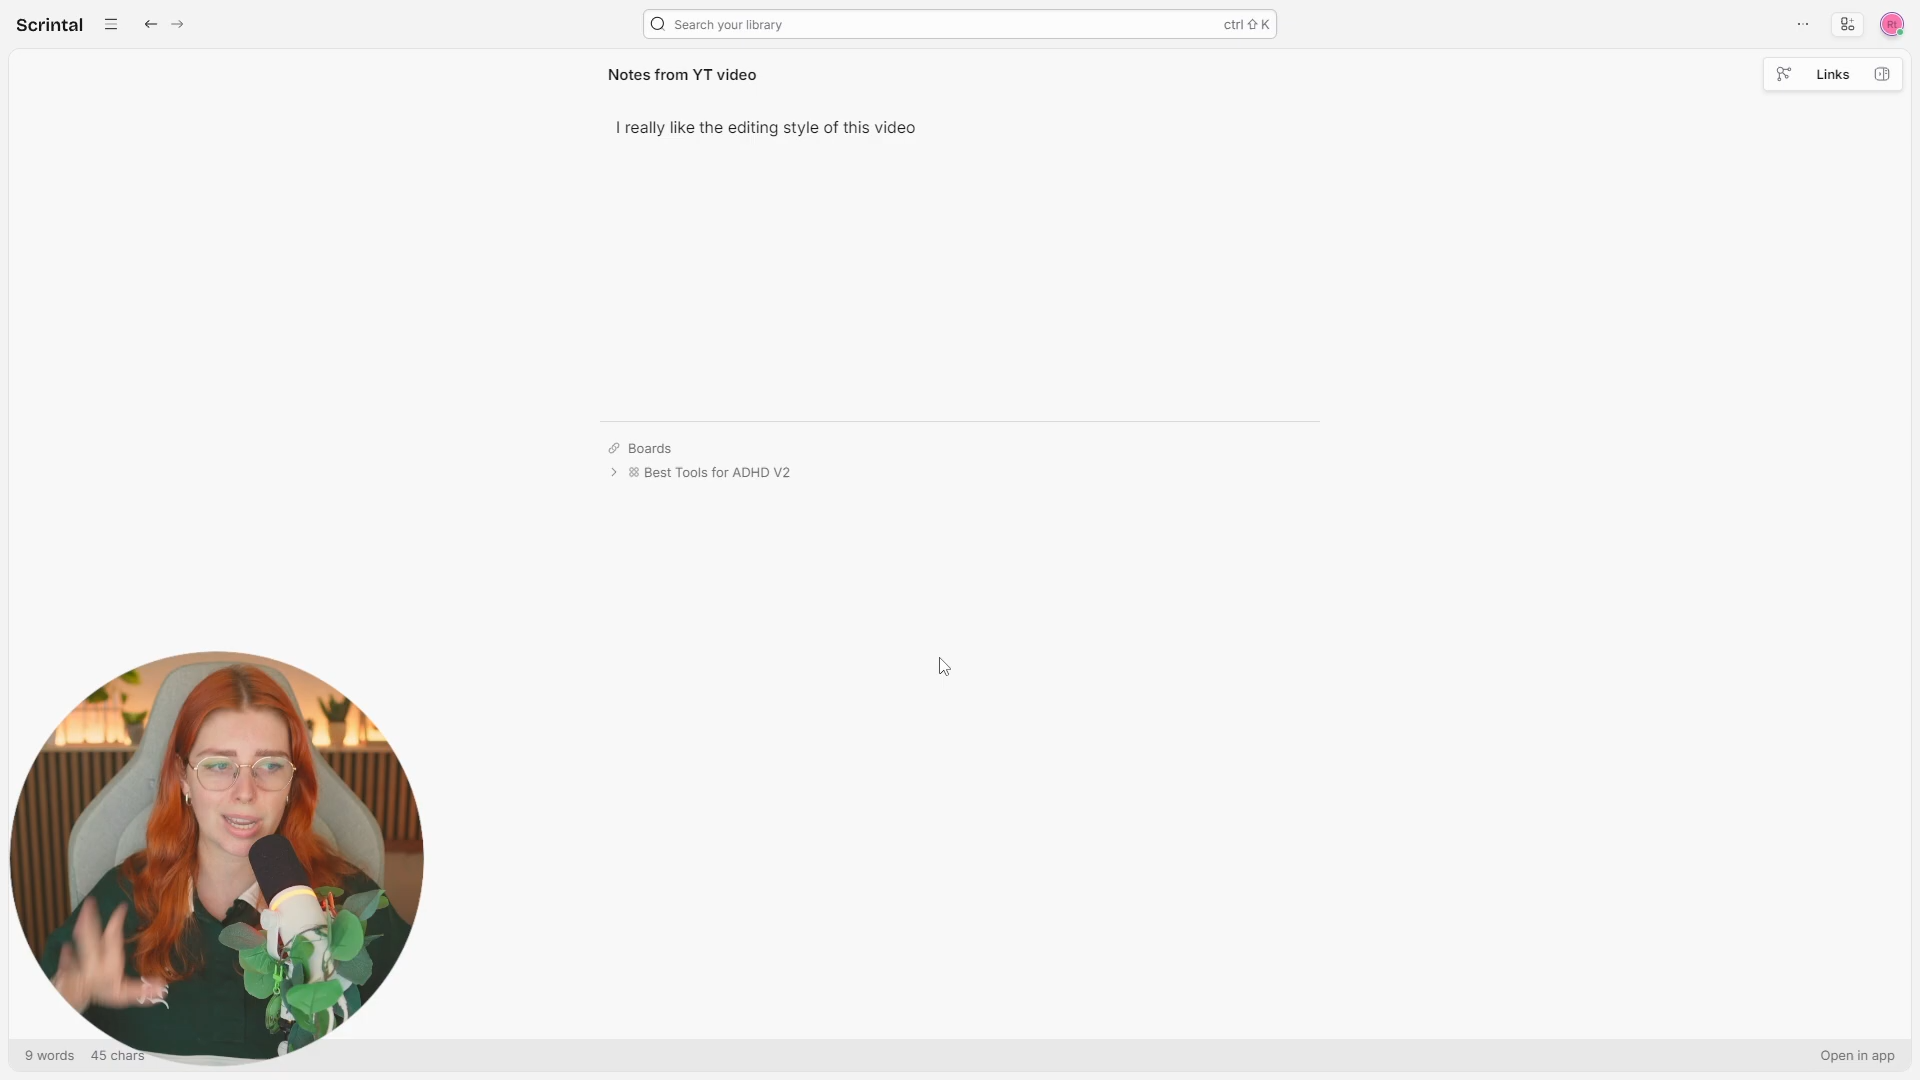 Scrintal
Search your library
ctrl ⇧ K
Notes from YT video
Links
I really like the editing style of this video
Boards
Best Tools for ADHD V2
9 words
45 chars
Open in app